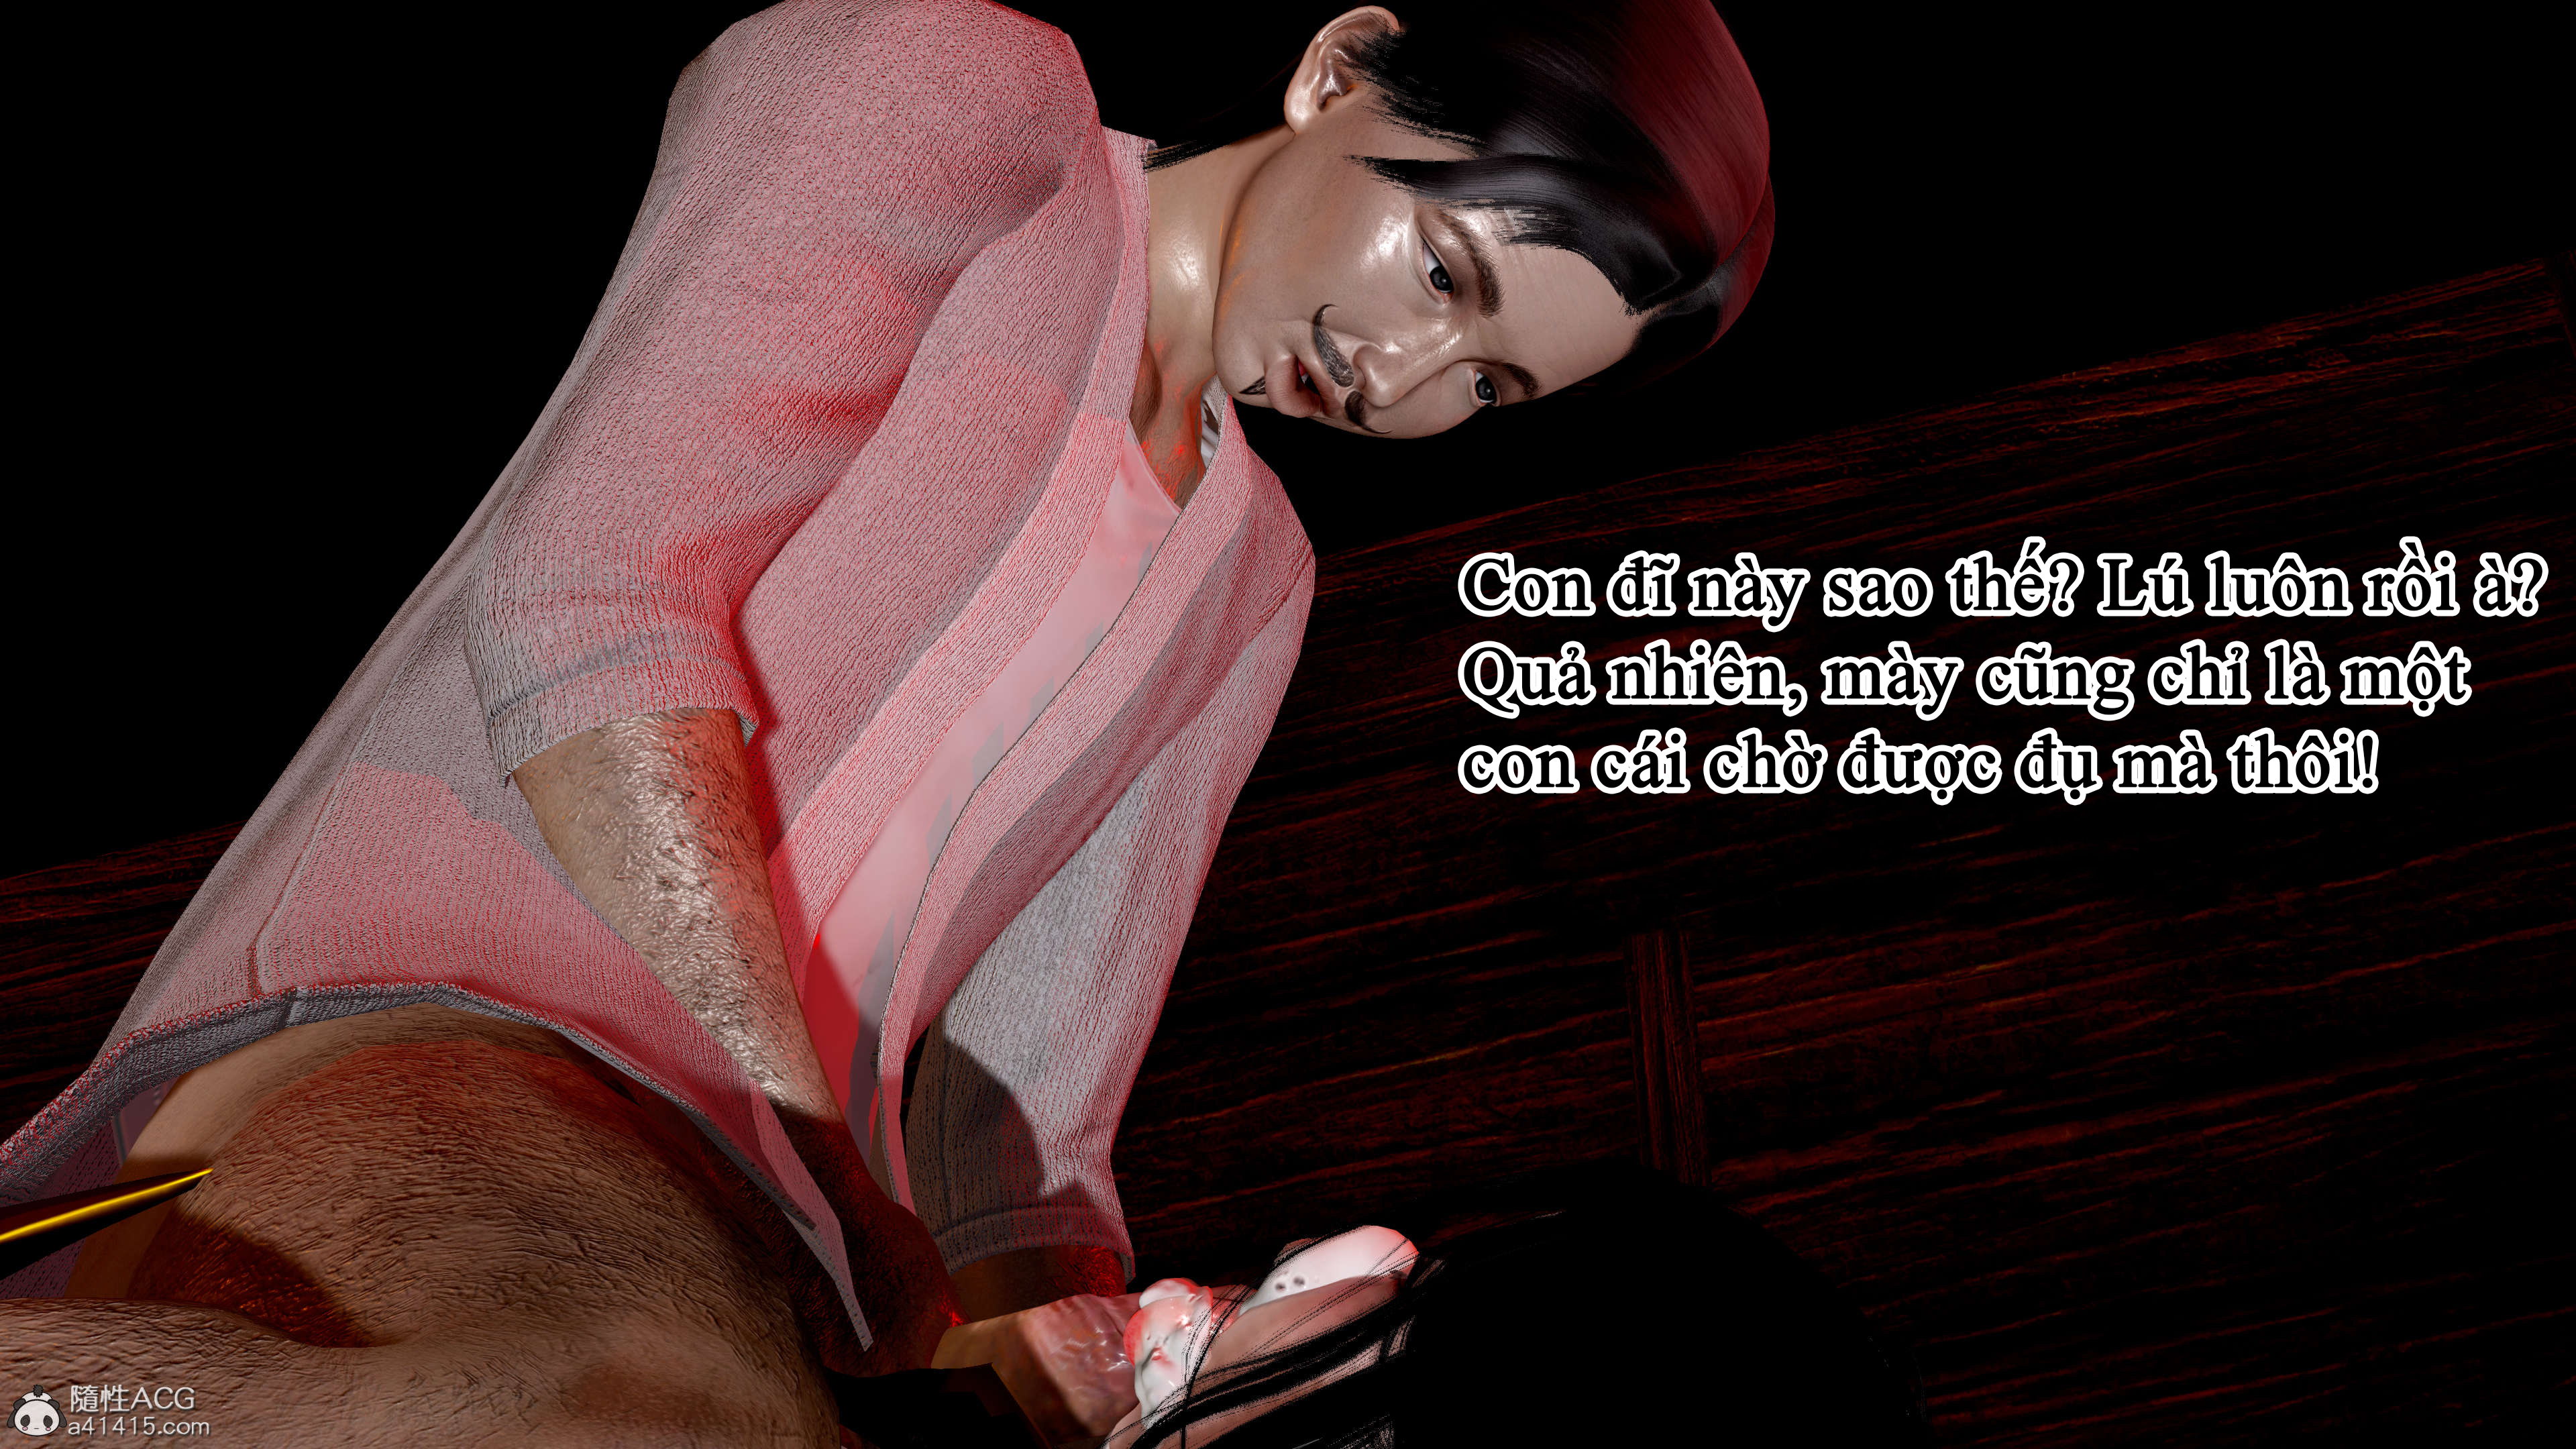 Con đĩ này sao thế? Lú luôn rồi à?
Quả nhiên, mày cũng chỉ là một
con cái chờ được đụ mà thôi!
隨性ACG
a41415.com